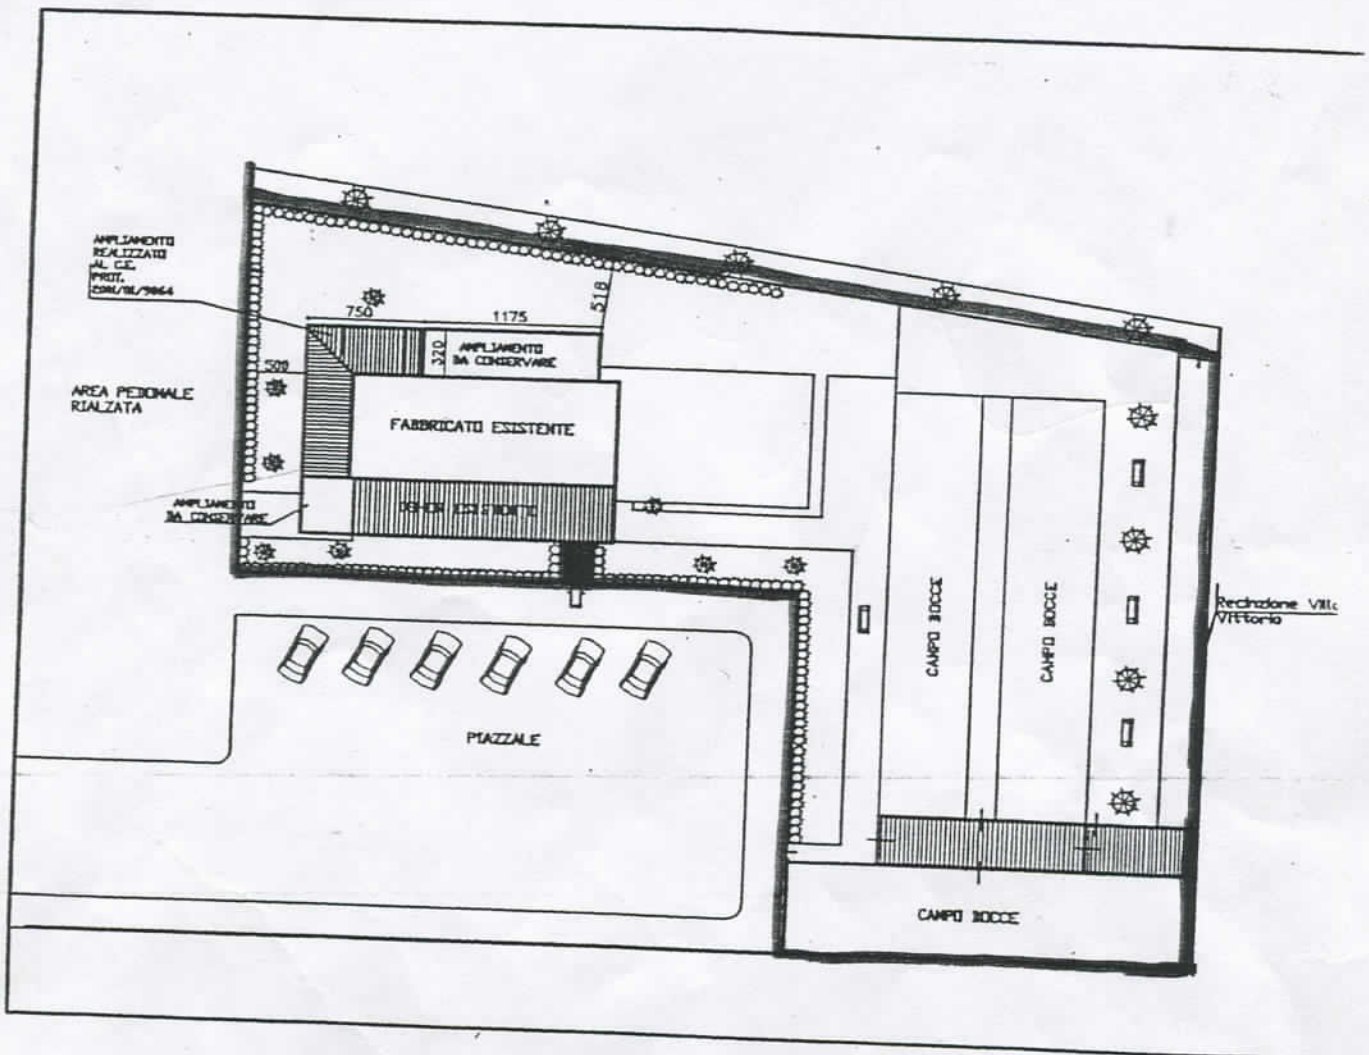 AMPLIAMENTO
REALIZZATO
AL C.E.
PROT.
750
1175
518
320
AMPLIAMENTO
DA CONSERVARE
500
AREA PEDONALE
RIALZATA
FABBRICATO ESISTENTE
AMPLIAMENTO
DA CONSERVARE
DEHOR ESISTENTE
CAMPO BOCCE
CAMPO BOCCE
Recinzione Villa
Vittoria
PIAZZALE
CAMPO BOCCE